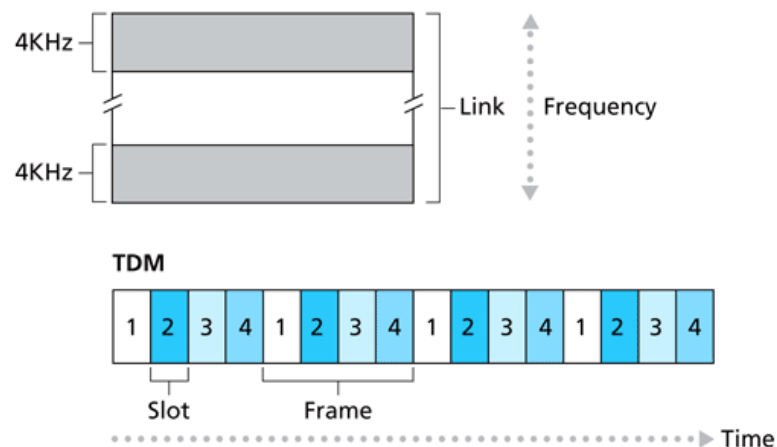 4KHz
Link Frequency
4KHz
TDM
1 2 3 4 1 2 3 4 1 2 3 4 1 2 3 4
Slot Frame
Time